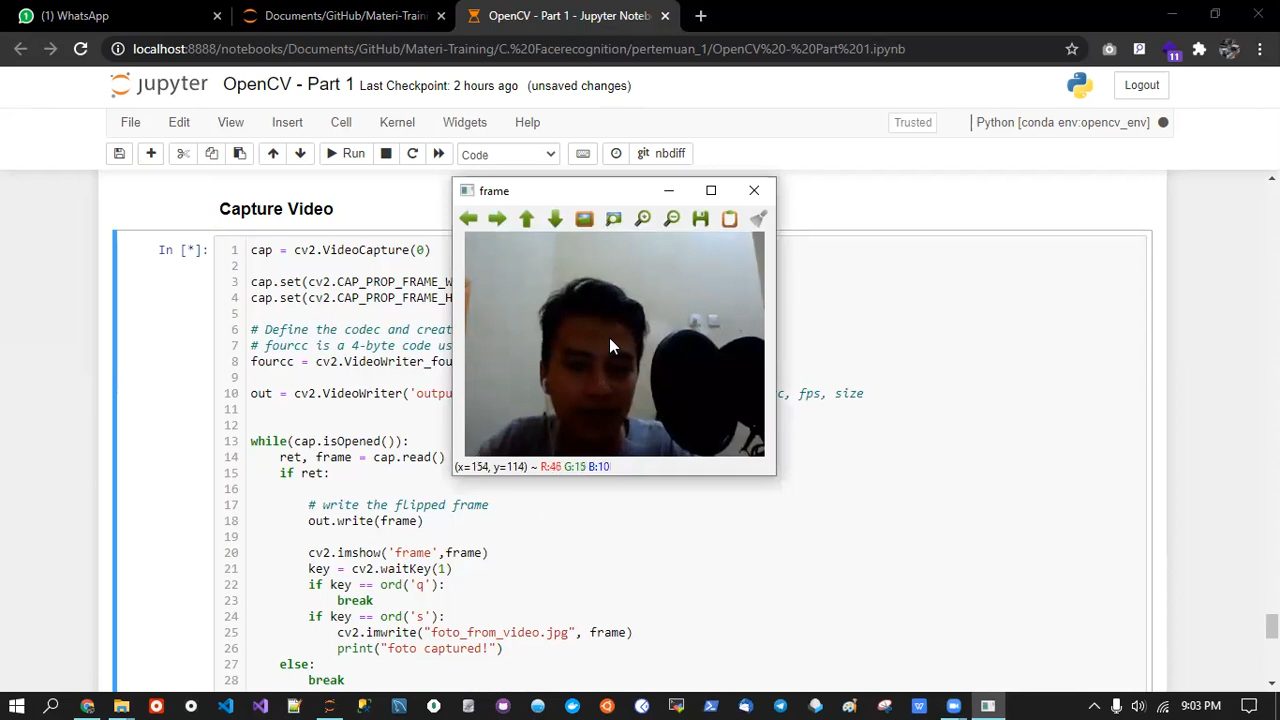 (1) WhatsApp
Documents/GitHub/Materi-Train
OpenCV - Part 1 - Jupyter Noteb
localhost:8888/notebooks/Documents/GitHub/Materi-Training/C.%20Facerecognition/pertemuan_1/OpenCV%20-%20Part%201.ipynb
11
jupyter OpenCV - Part 1 Last Checkpoint: 2 hours ago (unsaved changes)
Logout
File Edit View Insert Cell Kernel Widgets Help
Trusted
Python [conda env:opencv_env]
Run
Code
git nbdiff
frame
Capture Video
In [*]:
1 cap = cv2.VideoCapture(0)
2
3 cap.set(cv2.CAP_PROP_FRAME_W
4 cap.set(cv2.CAP_PROP_FRAME_H
5
6 # Define the codec and creat
7 # fourcc is a 4-byte code us
8 fourcc = cv2.VideoWriter_fou
9
10 out = cv2.VideoWriter('outpu c, fps, size
11
12
13 while(cap.isOpened()):
14 ret, frame = cap.read()
15 if ret:
16
17 # write the flipped frame
18 out.write(frame)
19
20 cv2.imshow('frame',frame)
21 key = cv2.waitKey(1)
22 if key == ord('q'):
23 break
24 if key == ord('s'):
25 cv2.imwrite("foto_from_video.jpg", frame)
26 print("foto captured!")
27 else:
28 break
(x=154, y=114) ~ R:46 G:15 B:10
9:03 PM